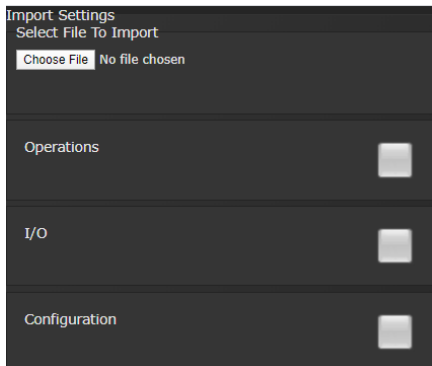 Import Settings
Select File To Import
Choose File No file chosen
Operations
I/O
Configuration